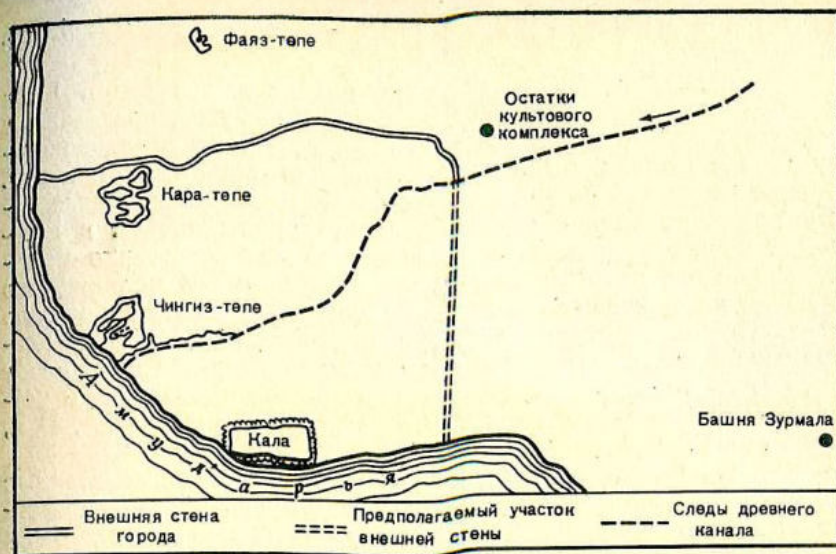 Фаяз-тепе
Остатки
культового
комплекса
Кара-тепе
Чингиз-тепе
Амударья
Кала
Башня Зурмала
Внешняя стена
города
Предполагаемый участок
внешней стены
Следы древнего
канала